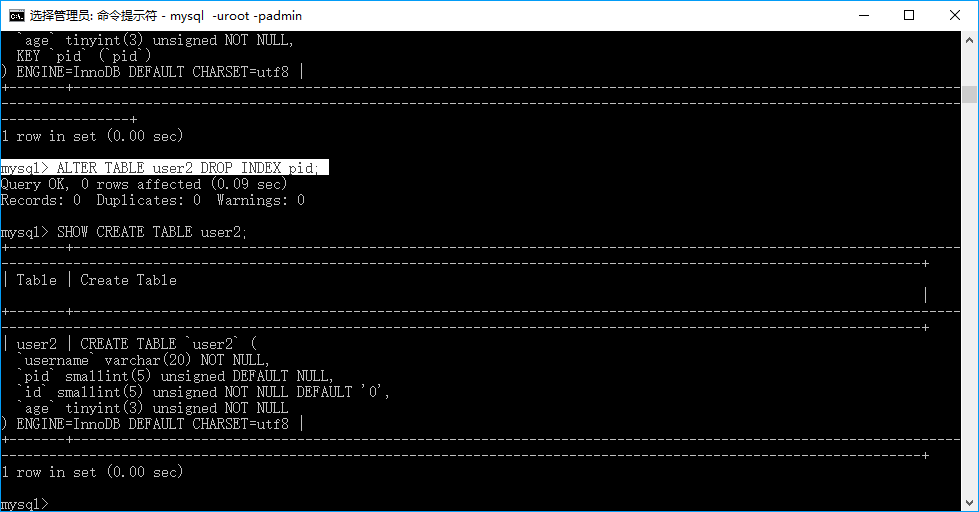 选择管理员: 命令提示符 - mysql  -uroot -padmin
  `age` tinyint(3) unsigned NOT NULL,
  KEY `pid` (`pid`)
) ENGINE=InnoDB DEFAULT CHARSET=utf8 |
1 row in set (0.00 sec)
mysql> ALTER TABLE user2 DROP INDEX pid;
Query OK, 0 rows affected (0.09 sec)
Records: 0  Duplicates: 0  Warnings: 0
mysql> SHOW CREATE TABLE user2;
| Table | Create Table
|
| user2 | CREATE TABLE `user2` (
  `username` varchar(20) NOT NULL,
  `pid` smallint(5) unsigned DEFAULT NULL,
  `id` smallint(5) unsigned NOT NULL DEFAULT '0',
  `age` tinyint(3) unsigned NOT NULL
) ENGINE=InnoDB DEFAULT CHARSET=utf8 |
1 row in set (0.00 sec)
mysql>